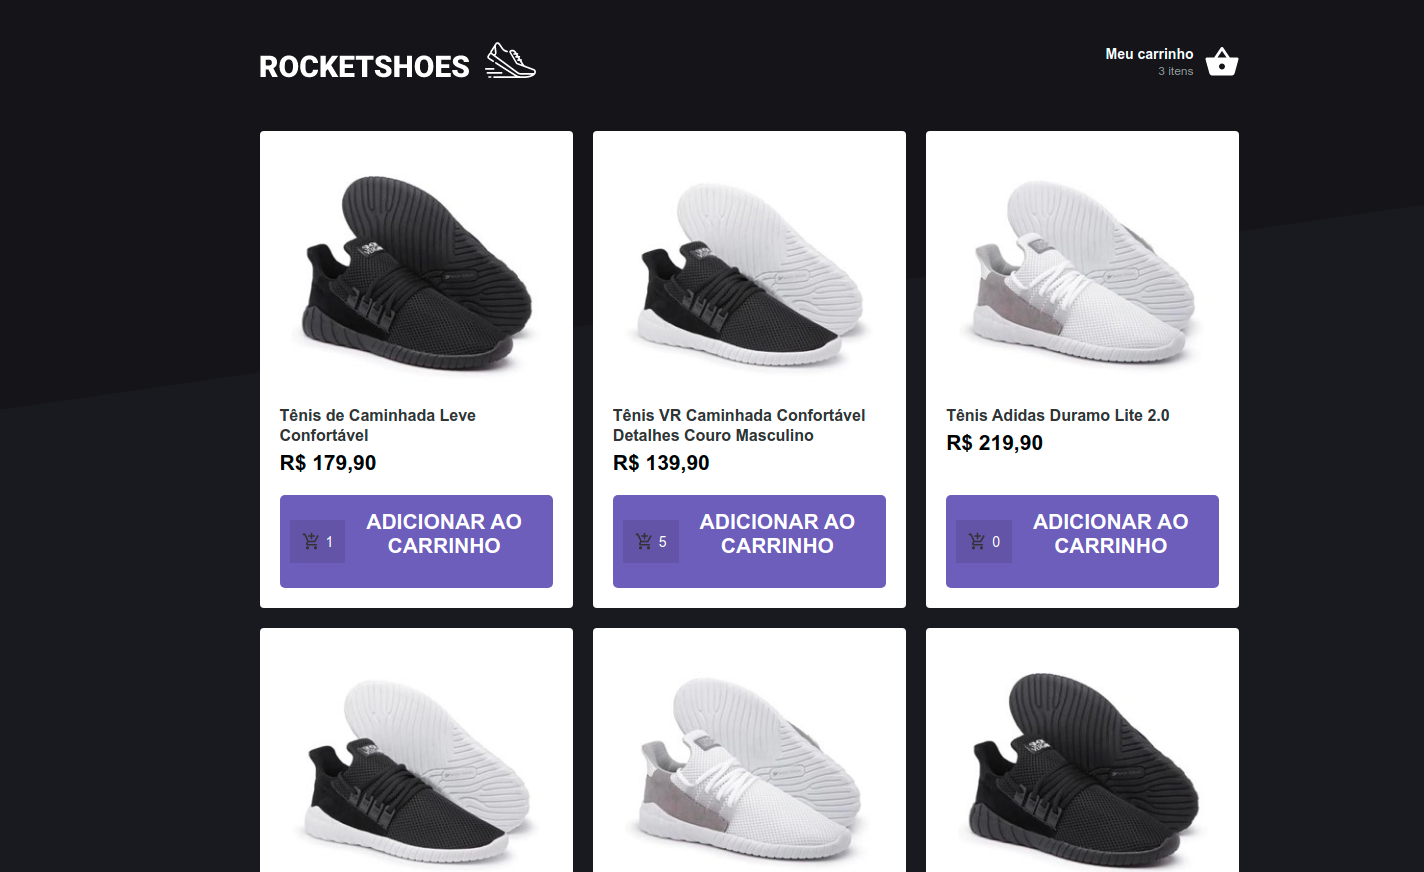 ROCKETSHOES
Meu carrinho
3 itens
Tênis de Caminhada Leve
Confortável
R$ 179,90
1
ADICIONAR AO
CARRINHO
Tênis VR Caminhada Confortável
Detalhes Couro Masculino
R$ 139,90
5
ADICIONAR AO
CARRINHO
Tênis Adidas Duramo Lite 2.0
R$ 219,90
0
ADICIONAR AO
CARRINHO